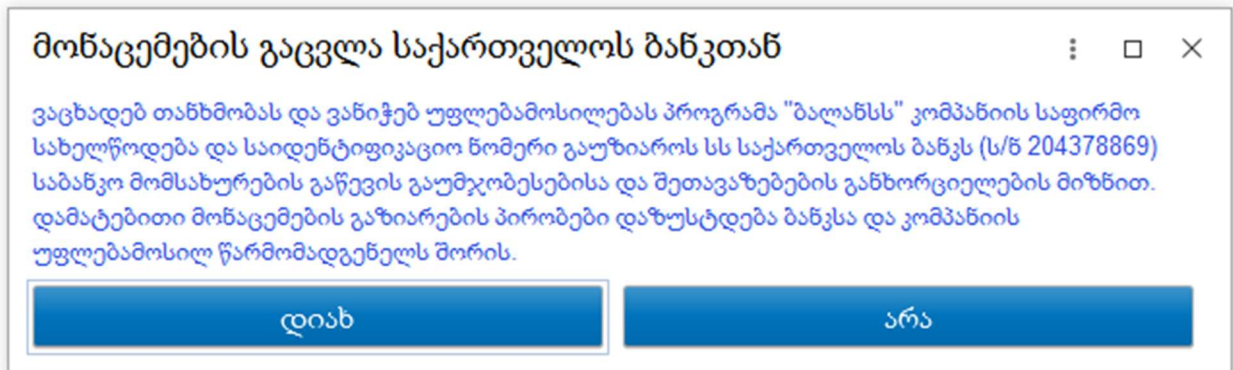 მონაცემების გაცვლა საქართველოს ბანკთან
ვაცხადებ თანხმობას და ვანიჭებ უფლებამოსილებას პროგრამა "ბალანსს" კომპანიის საფირმო
სახელწოდება და საიდენტიფიკაციო ნომერი გაუზიაროს სს საქართველოს ბანკს (ს/ნ 204378869)
საბანკო მომსახურების გაწევის გაუმჯობესებისა და შეთავაზებების განხორციელების მიზნით.
დამატებითი მონაცემების გაზიარების პირობები დაზუსტდება ბანკსა და კომპანიის
უფლებამოსილ წარმომადგენელს შორის.
დიახ
არა